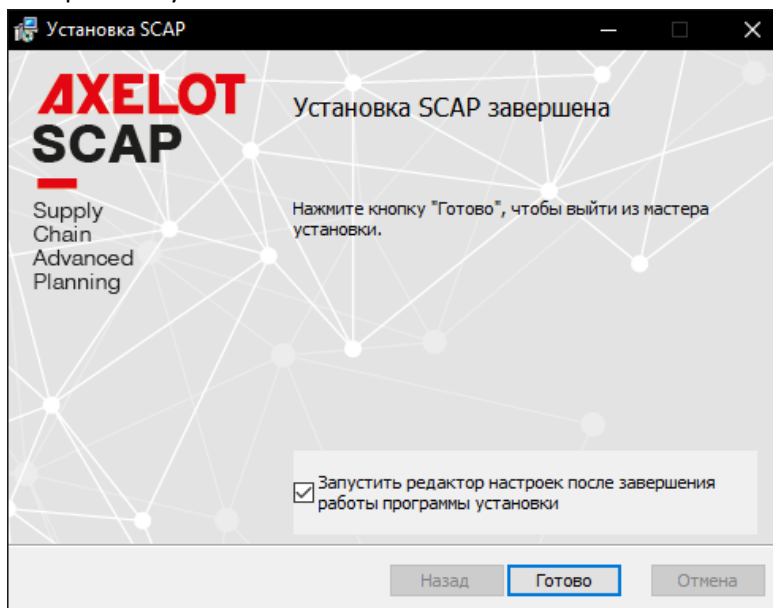 Установка SCAP
AXELOT
SCAP
Supply
Chain
Advanced
Planning
Установка SCAP завершена
Нажмите кнопку "Готово", чтобы выйти из мастера
установки.
Запустить редактор настроек после завершения
работы программы установки
Назад
Готово
Отмена